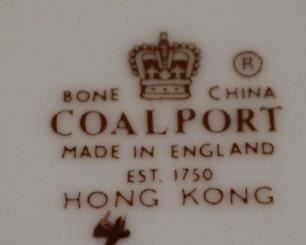 ®
BONE CHINA
COALPORT
MADE IN ENGLAND
EST. 1750
HONG KONG